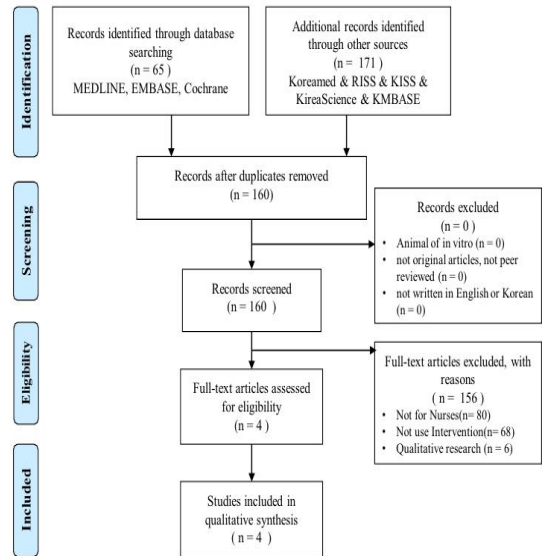 Identification
Records identified through database
searching
(n = 65 )
MEDLINE, EMBASE, Cochrane
Additional records identified
through other sources
(n = 171 )
Koreamed & RISS & KISS &
KireaScience & KMBASE
Records after duplicates removed
(n = 160)
Screening
Records excluded
(n = 0 )
• Animal of in vitro (n = 0)
• not original articles, not peer
reviewed (n = 0)
• not written in English or Korean
(n = 0)
Records screened
(n = 160 )
Eligibility
Full-text articles assessed
for eligibility
(n = 4 )
Full-text articles excluded, with
reasons
( n = 156 )
• Not for Nurses(n= 80)
• Not use Intervention(n= 68)
• Qualitative research (n = 6)
Included
Studies included in
qualitative synthesis
( n = 4 )